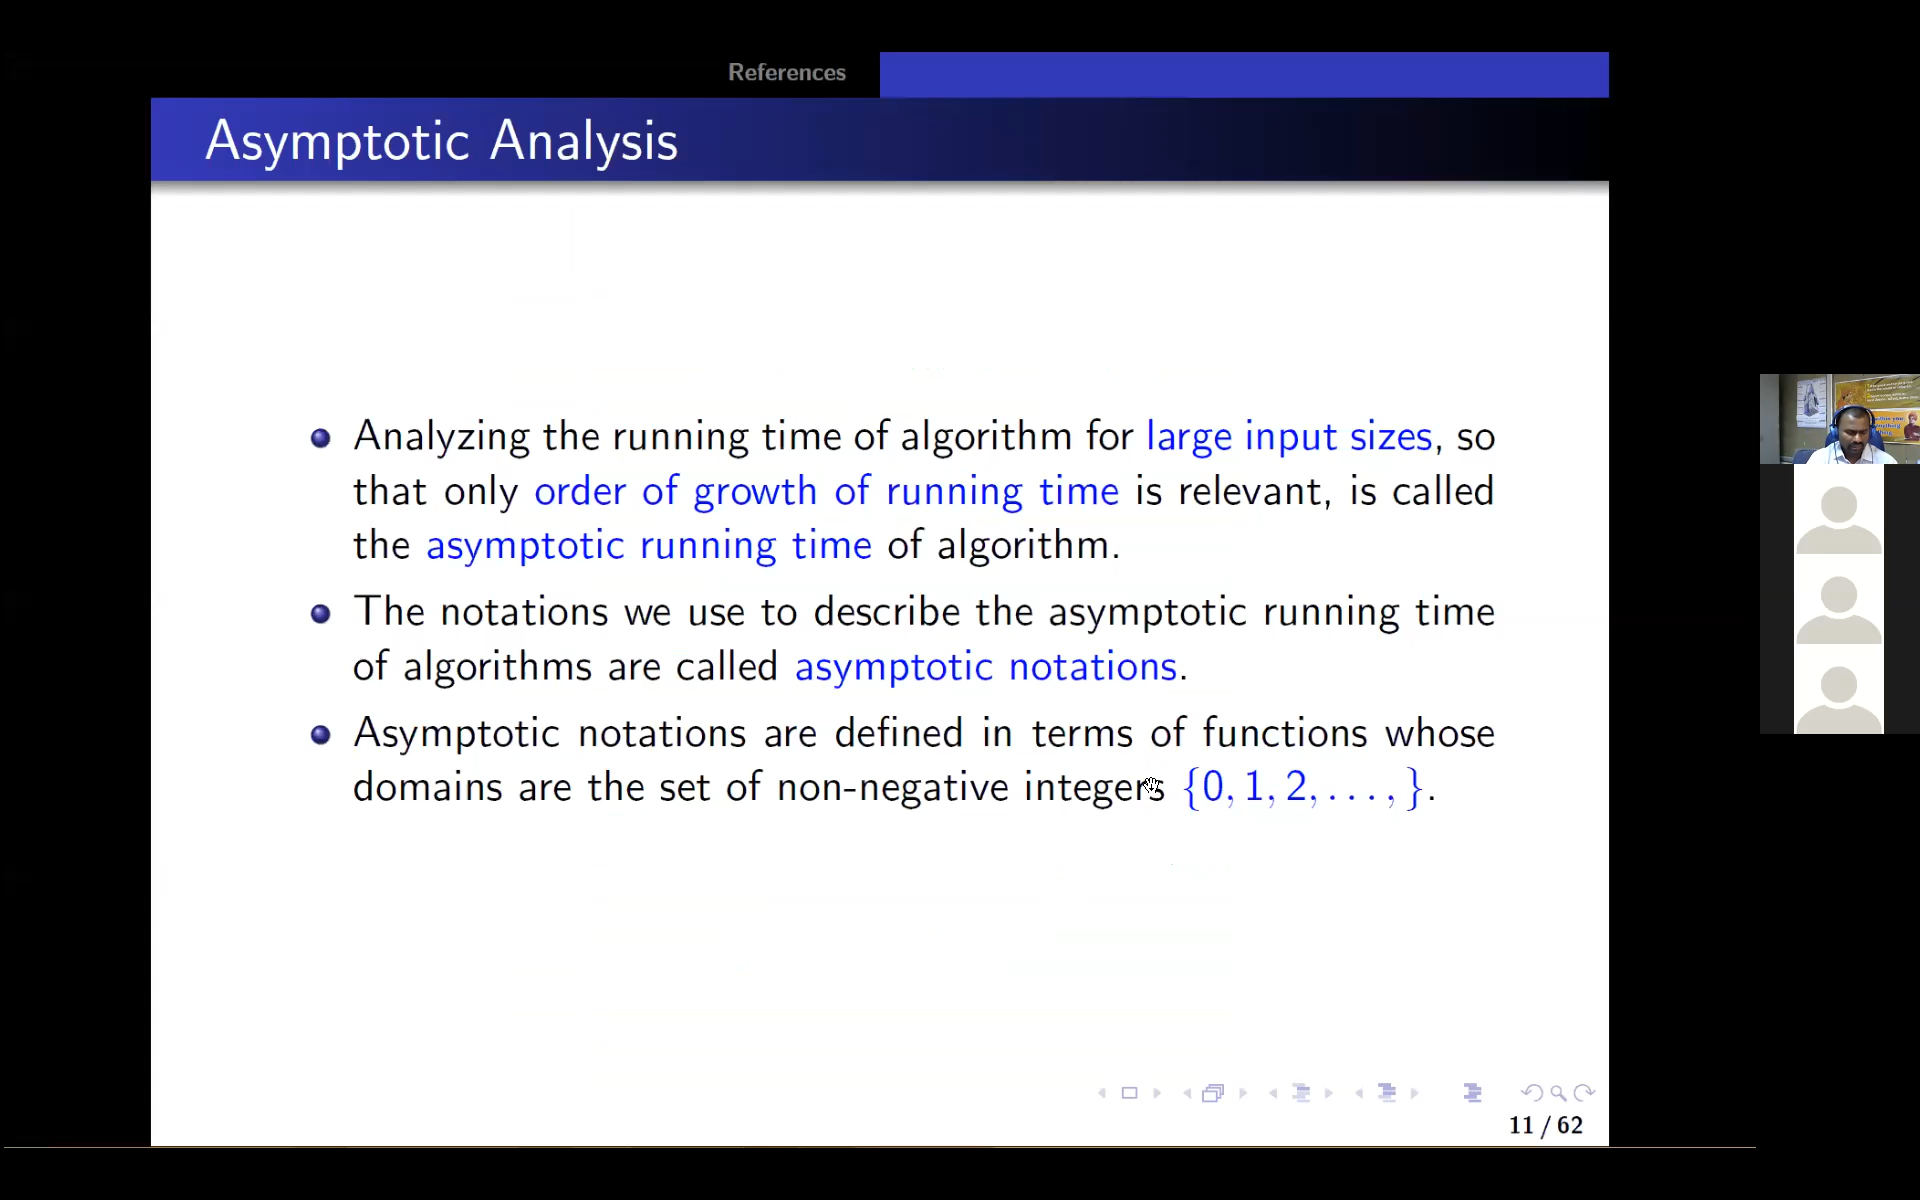 References
Asymptotic Analysis
Analyzing the running time of algorithm for large input sizes, so
that only order of growth of running time is relevant, is called
the asymptotic running time of algorithm.
The notations we use to describe the asymptotic running time
of algorithms are called asymptotic notations.
Asymptotic notations are defined in terms of functions whose
domains are the set of non-negative integers {0, 1, 2, . . . , }.
11 / 62